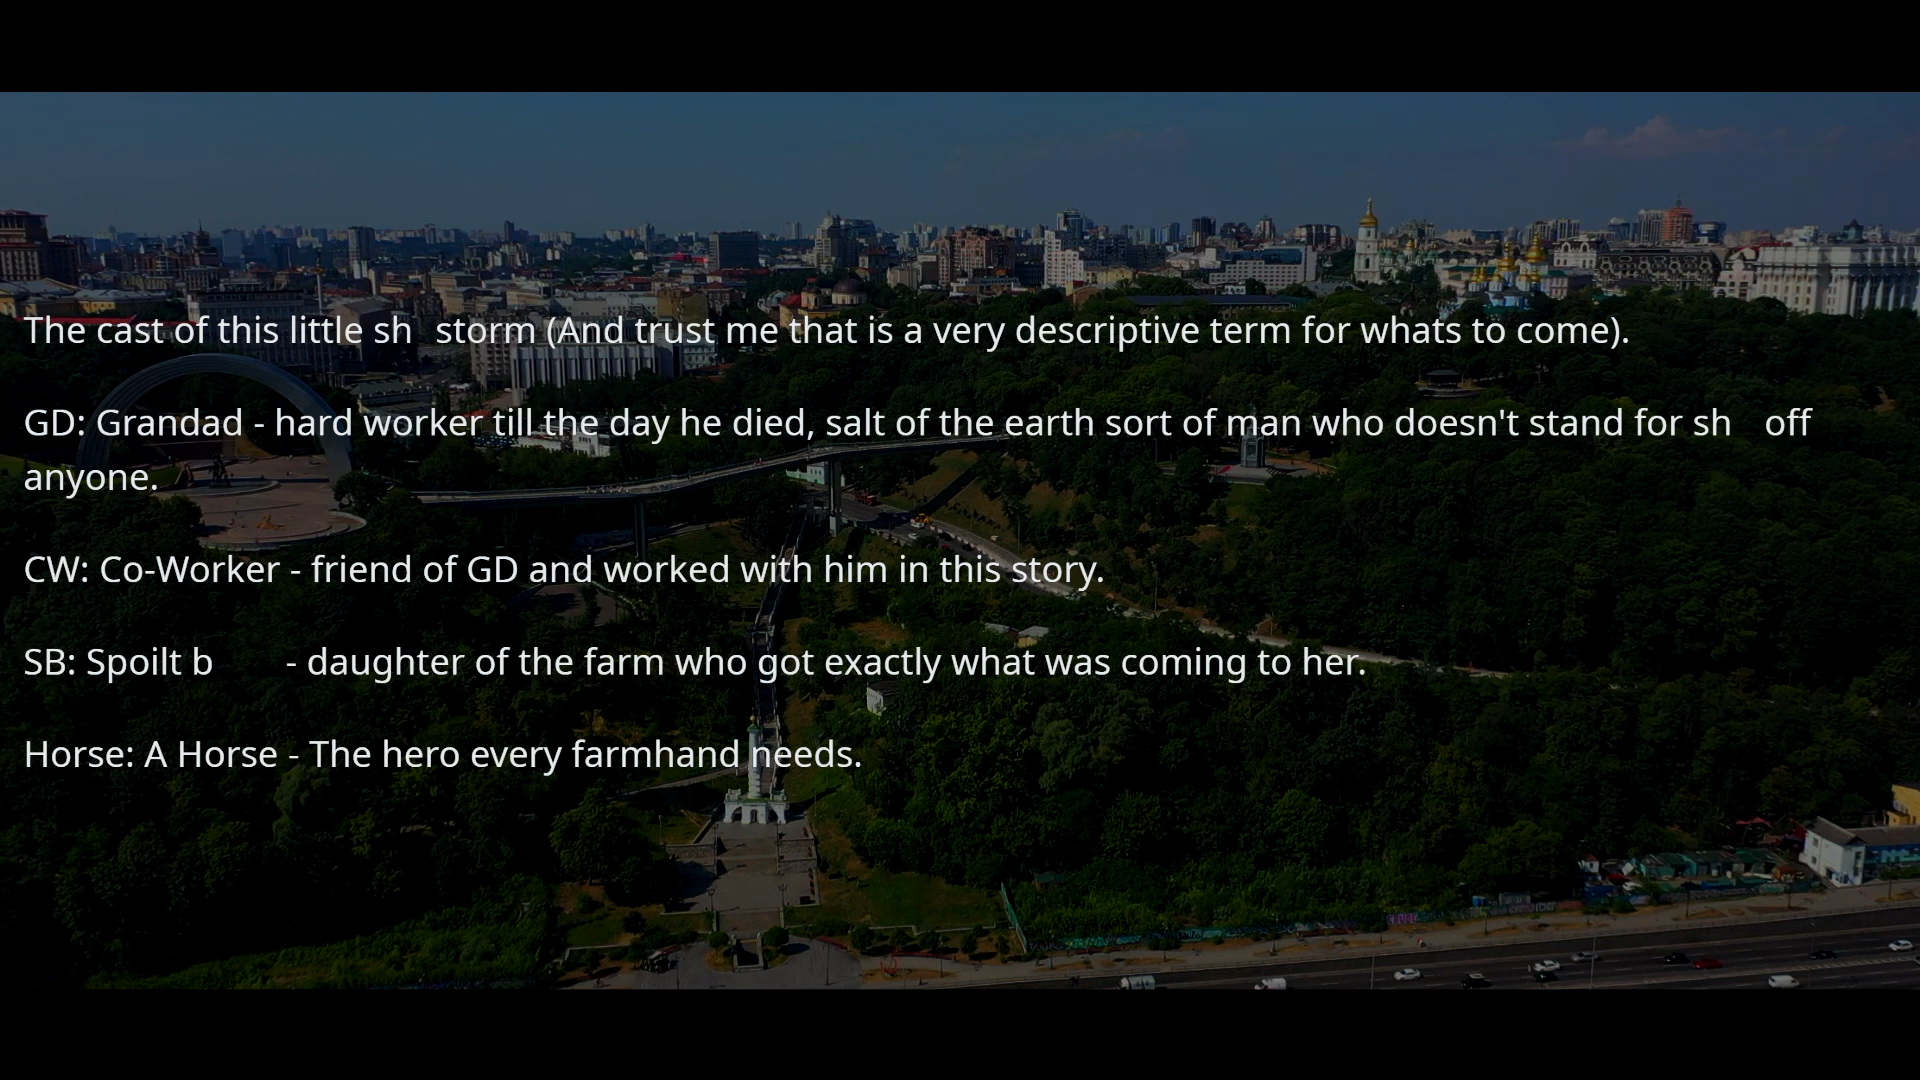 The cast of this little sh storm (And trust me that is a very descriptive term for whats to come).
GD: Grandad - hard worker till the day he died, salt of the earth sort of man who doesn't stand for sh off
anyone.
CW: Co-Worker - friend of GD and worked with him in this story.
SB: Spoilt b - daughter of the farm who got exactly what was coming to her.
Horse: A Horse - The hero every farmhand needs.